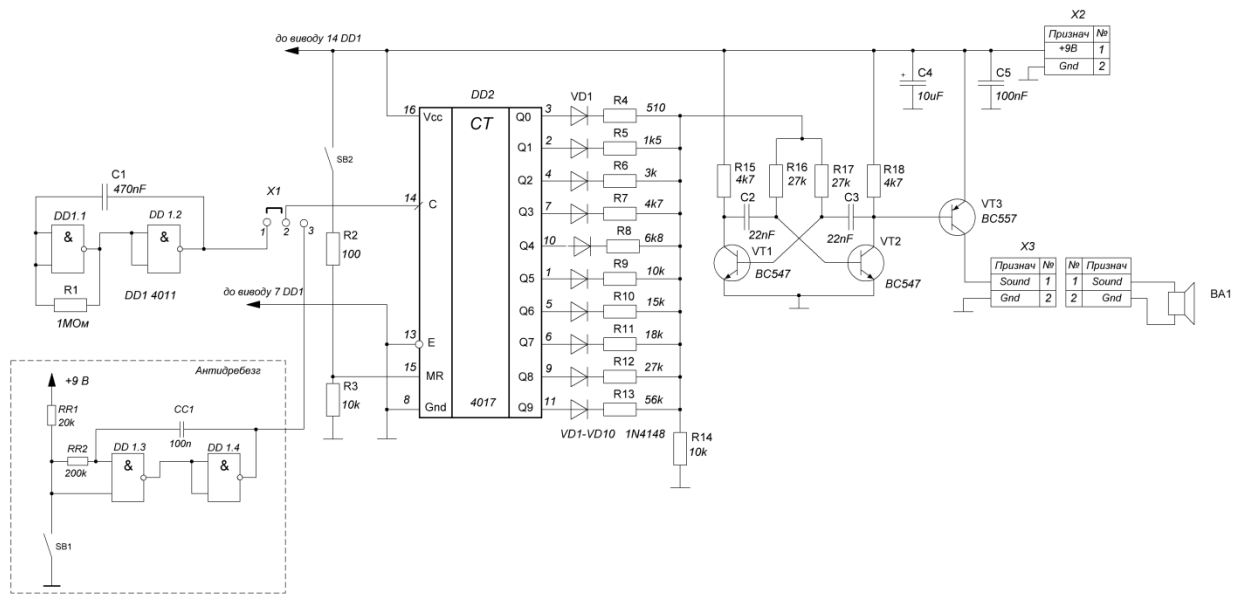 до виводу 14 DD1
X2
Признач №
+9В 1
Gnd 2
+
C4
10uF
C5
100nF
DD2
CT
4017
16 Vcc
14 C
13 E
15 MR
8 Gnd
Q0 3
Q1 2
Q2 4
Q3 7
Q4 10
Q5 1
Q6 5
Q7 6
Q8 9
Q9 11
VD1
R4 510
R5 1k5
R6 3k
R7 4k7
R8 6k8
R9 10k
R10 15k
R11 18k
R12 27k
R13 56k
VD1-VD10 1N4148
R14
10k
SB2
R2
100
R3
10k
C1
470nF
DD1.1
&
DD 1.2
&
R1
1МОм
DD1 4011
X1
1 2 3
до виводу 7 DD1
Антидребезг
+9 В
RR1
20k
RR2
200k
CC1
100n
DD 1.3
&
DD 1.4
&
SB1
R15
4k7
R16
27k
R17
27k
R18
4k7
C2
22nF
C3
22nF
VT1
BC547
VT2
BC547
VT3
BC557
X3
Признач №
Sound 1
Gnd 2
№ Признач
1 Sound
2 Gnd
BA1